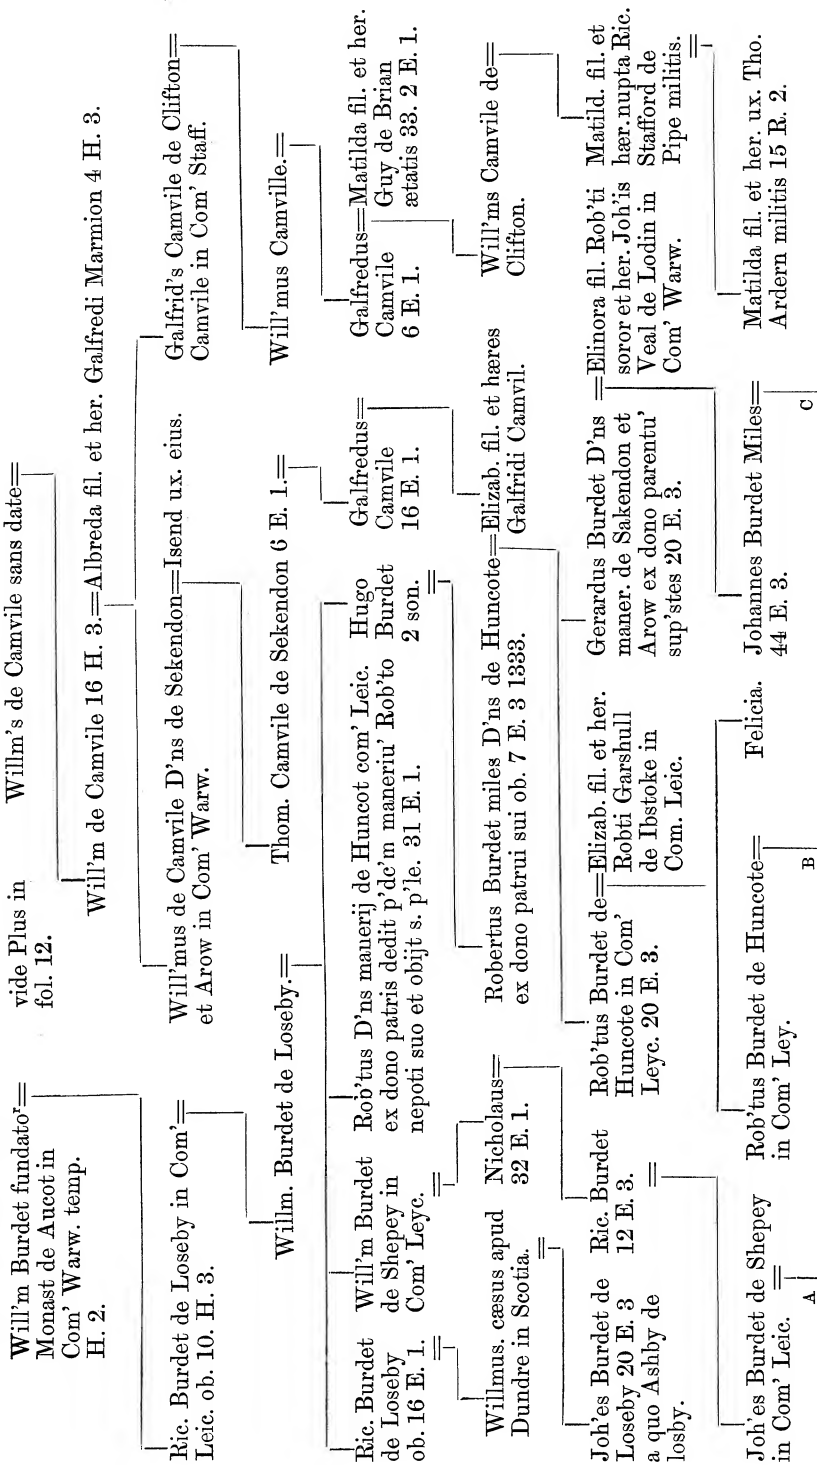 Will'm Burdet fundatoʳ=
Monast de Aucot in
Com' Warw. temp.
H. 2.
vide Plus in
fol. 12.
Willm's de Camvile sans date=
Will'm de Camvile 16 H. 3.=Albreda fil. et her. Galfredi Marmion 4 H. 3.
Ric. Burdet de Loseby in Com'=
Leic. ob. 10. H. 3.
Will'mus de Camvile D'ns de Sekendon=Isend ux. eius.
et Arow in Com' Warw.
Galfrid's Camvile de Clifton=
Camvile in Com' Staff.
Willm. Burdet de Loseby.=
Thom. Camvile de Sekendon 6 E. 1.=
Will'mus Camville.=
Ric. Burdet
de Loseby
ob. 16 E. 1.
Will'm Burdet
de Shepey in
Com' Leyc.
Rob'tus D'ns mauerij de Huncot com' Leic.
ex dono patris dedit p'dc'm maneriu' Rob'to
nepoti suo et obijt s. p'le. 31 E. 1.
Hugo
Burdet
2 son.
Galfredus=
Camvile
16 E. 1.
Galfredus=Matilda fil. et her.
Camvile
6 E. 1.
Guy de Brian
ætatis 33. 2 E. 1.
Willmus. cæsus apud
Dundre in Scotia.
Nicholaus=
32 E. 1.
Robertus Burdet miles D'ns de Huncote=Elizab. fil. et hæres
ex dono patrui sui ob. 7 E. 3 1333.
Galfridi Camvil.
Will'ms Camvile de=
Clifton.
Joh'es Burdet de
Loseby 20 E. 3
a quo Ashby de
losby.
Ric. Burdet
12 E. 3.
Rob'tus Burdet de=Elizab. fil. et her.
Huncote in Com'
Leyc. 20 E. 3.
Robti Garshull
de Ibstoke in
Com. Leic.
Gerardus Burdet D'ns
maner. de Sakendon et
Arow ex dono parentu'
sup'stes 20 E. 3.
=Elinora fil. Rob'ti
soror et her. Joh'is
Veal de Lodin in
Com' Warw.
Matild. fil. et
hær. nupta Ric.
Stafford de
Pipe militis.
Joh'es Burdet de Shepey
in Com' Leic.
A
Rob'tus Burdet de Huncote=
in Com' Ley.
B
Felicia.
Johannes Burdet Miles=
44 E. 3.
C
Matilda fil. et her. ux. Tho.
Ardern militis 15 R. 2.